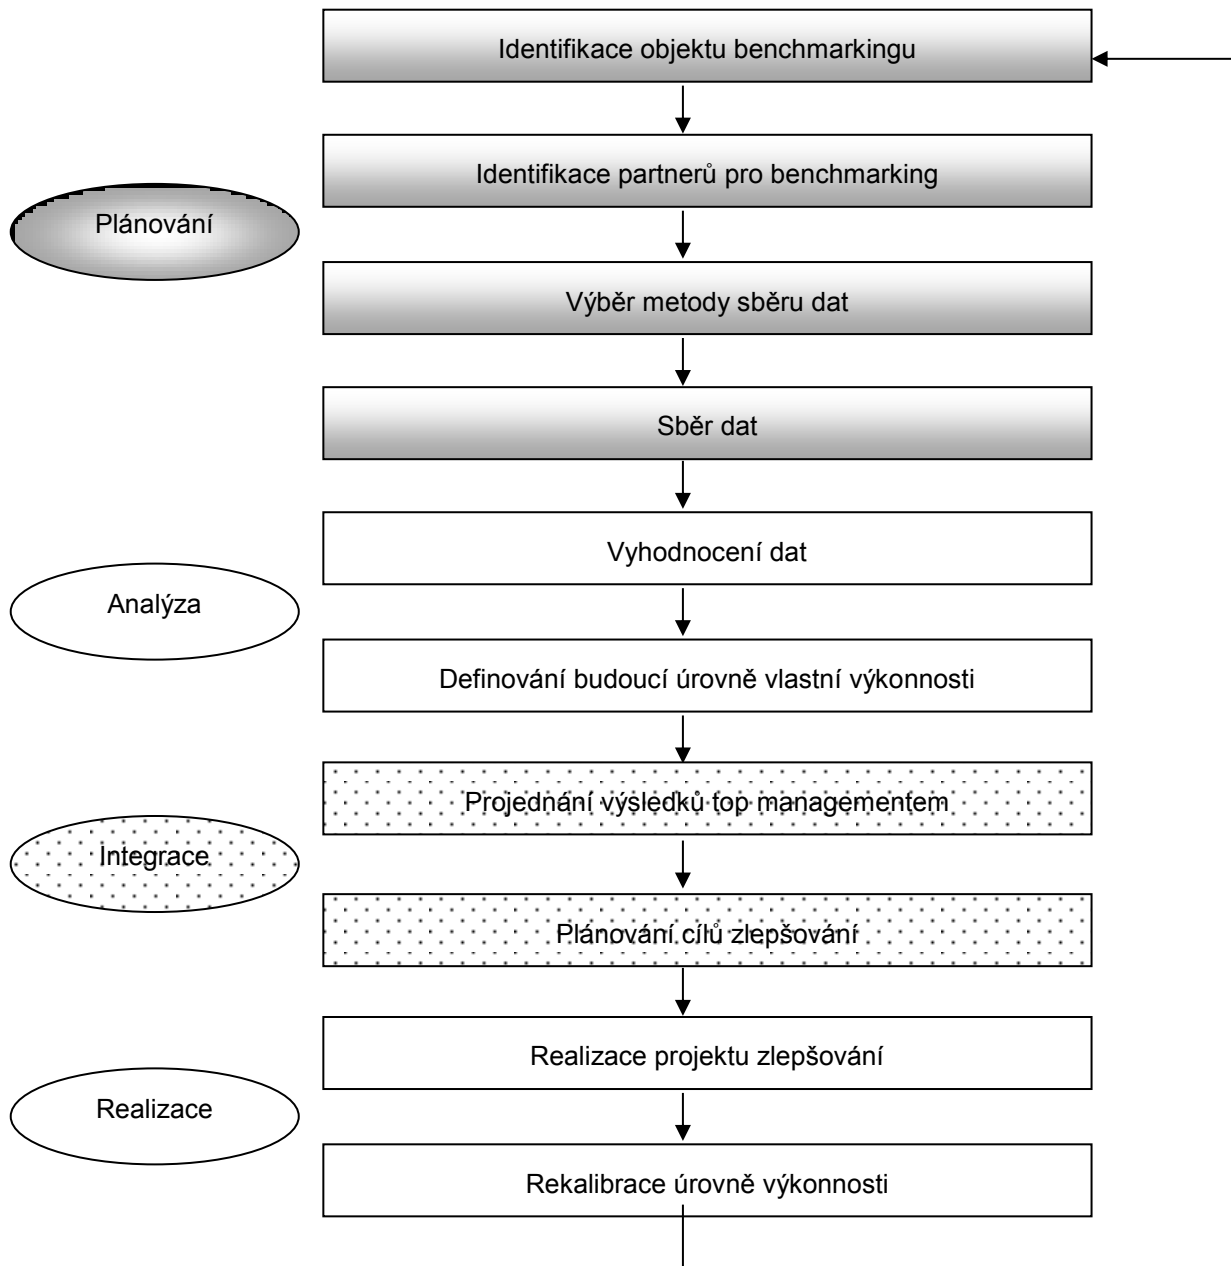 Identifikace objektu benchmarkingu
Identifikace partnerů pro benchmarking
Plánování
Výběr metody sběru dat
Sběr dat
Vyhodnocení dat
Analýza
Definování budoucí úrovně vlastní výkonnosti
Projednání výsledků top managementem
Integrace
Plánování cílů zlepšování
Realizace projektu zlepšování
Realizace
Rekalibrace úrovně výkonnosti